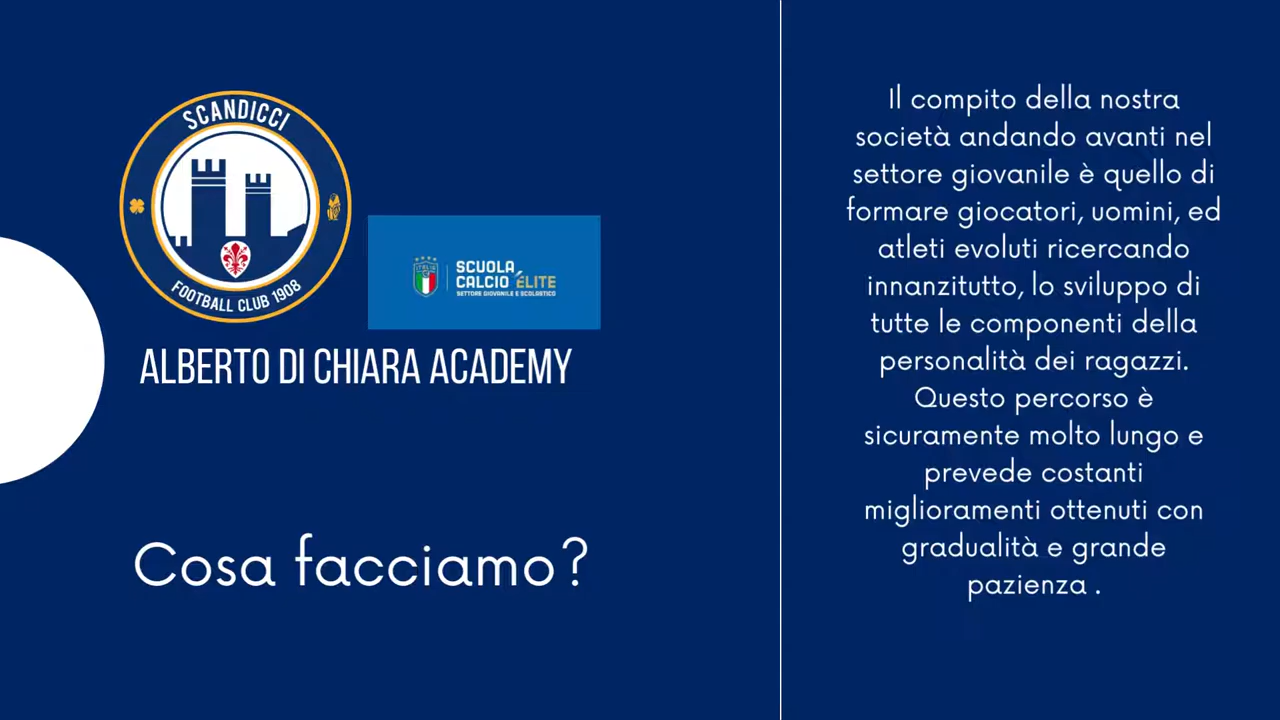 SCANDICCI
FOOTBALL CLUB 1908
ITALIA
SCUOLA
CALCIO ÉLITE
SETTORE GIOVANILE E SCOLASTICO
ALBERTO DI CHIARA ACADEMY
Cosa facciamo?
Il compito della nostra
società andando avanti nel
settore giovanile è quello di
formare giocatori, uomini, ed
atleti evoluti ricercando
innanzitutto, lo sviluppo di
tutte le componenti della
personalità dei ragazzi.
Questo percorso è
sicuramente molto lungo e
prevede costanti
miglioramenti ottenuti con
gradualità e grande
pazienza .